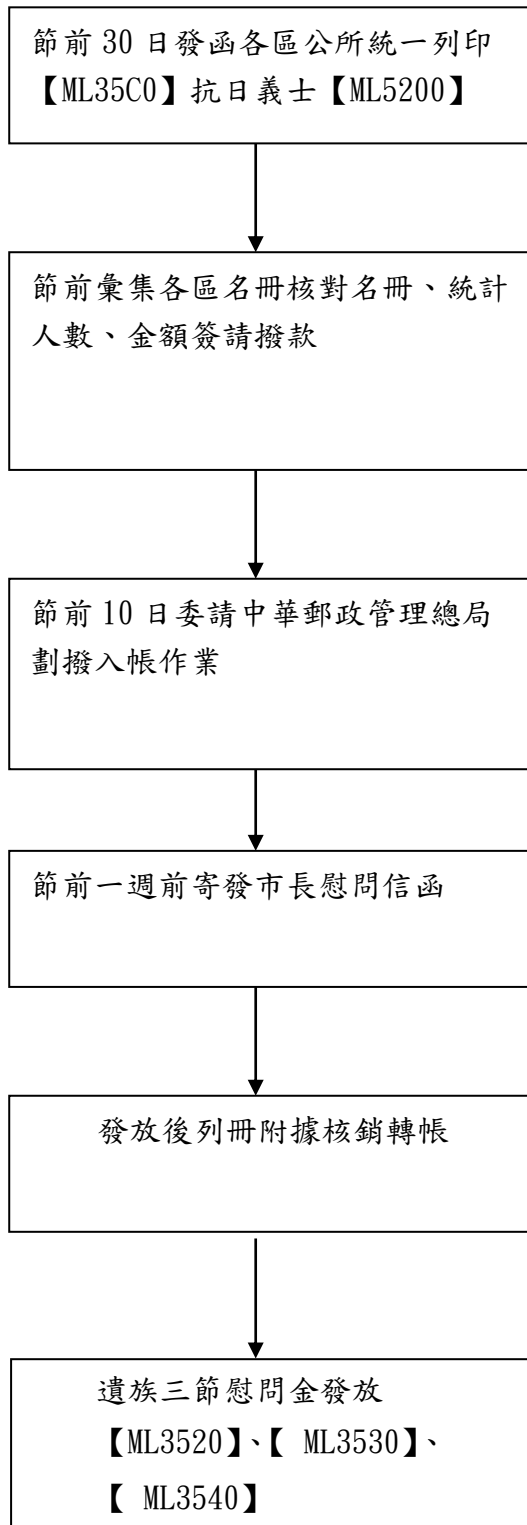 節前 30 日發函各區公所統一列印
【ML35C0】抗日義士【ML5200】
節前彙集各區名冊核對名冊、統計
人數、金額簽請撥款
節前 10 日委請中華郵政管理總局
劃撥入帳作業
節前一週前寄發市長慰問信函
發放後列冊附據核銷轉帳
遺族三節慰問金發放
【ML3520】、【 ML3530】、
【 ML3540】